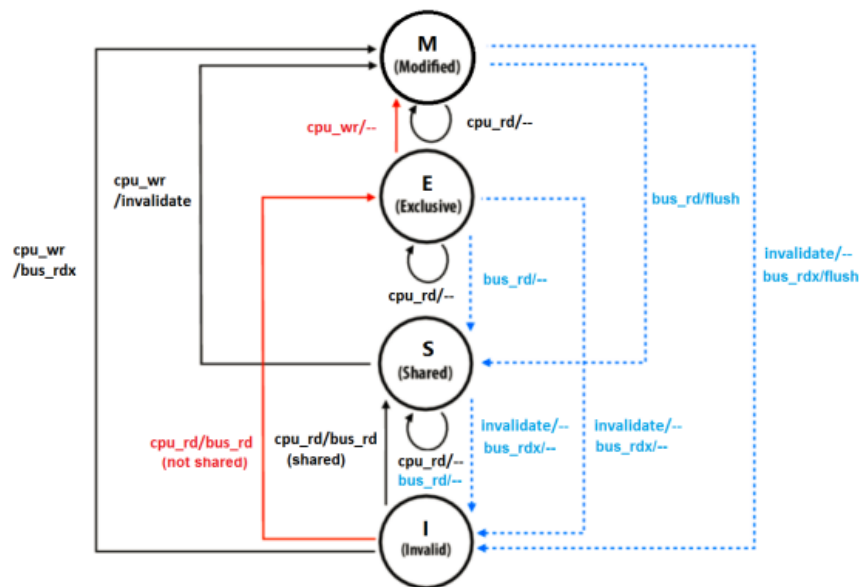 M
(Modified)
cpu_wr/--
cpu_rd/--
E
(Exclusive)
cpu_wr
/invalidate
bus_rd/flush
cpu_wr
/bus_rdx
invalidate/--
bus_rdx/flush
bus_rd/--
cpu_rd/--
S
(Shared)
cpu_rd/bus_rd
(not shared)
cpu_rd/bus_rd
(shared)
invalidate/--
bus_rdx/--
invalidate/--
bus_rdx/--
cpu_rd/--
bus_rd/--
I
(Invalid)